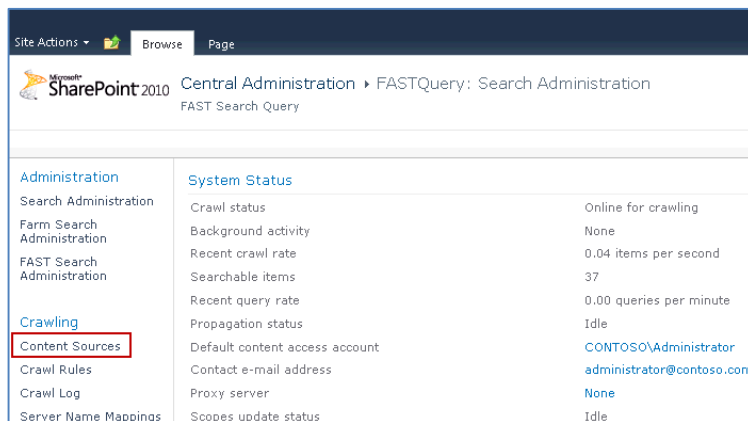 Site Actions
Browse
Page
Microsoft
SharePoint 2010
Central Administration ▸ FASTQuery: Search Administration
FAST Search Query
Administration
Search Administration
Farm Search
Administration
FAST Search
Administration
Crawling
Content Sources
Crawl Rules
Crawl Log
Server Name Mappings
System Status
Crawl status Online for crawling
Background activity None
Recent crawl rate 0.04 items per second
Searchable items 37
Recent query rate 0.00 queries per minute
Propagation status Idle
Default content access account CONTOSO\Administrator
Contact e-mail address administrator@contoso.con
Proxy server None
Scopes update status Idle